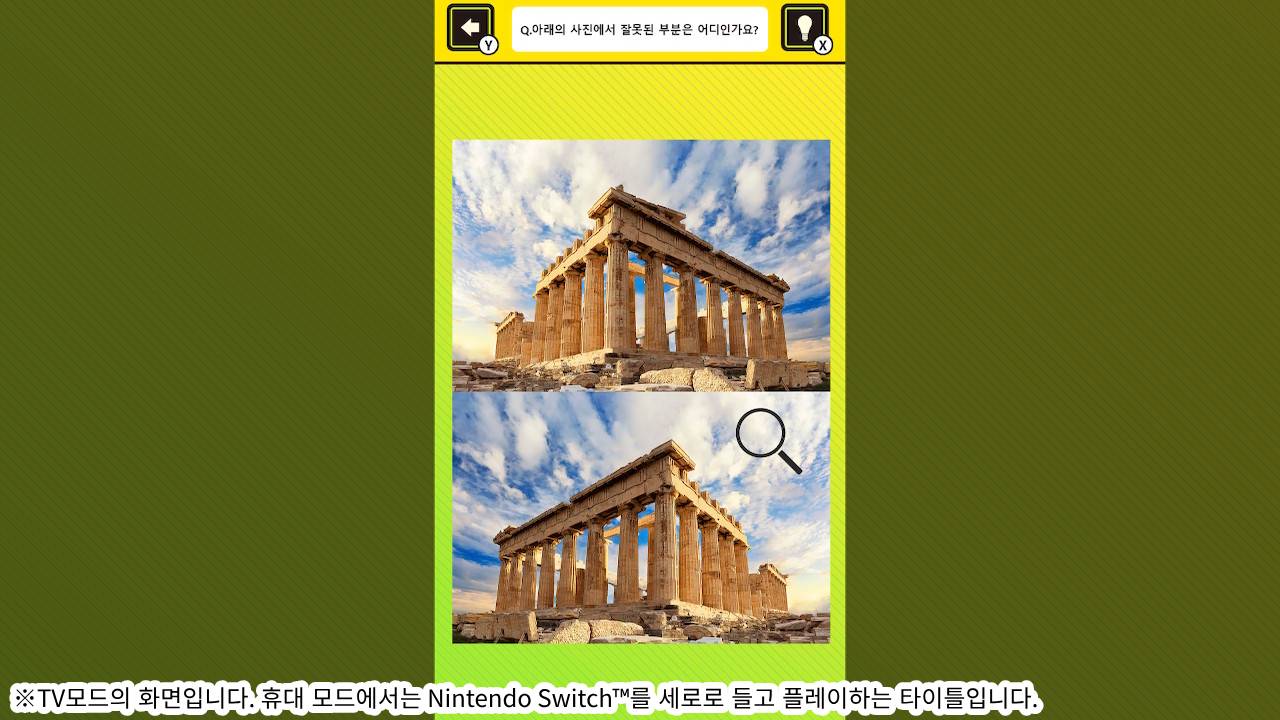 Q.아래의 사진에서 잘못된 부분은 어디인가요?
Y
X
※TV모드의 화면입니다. 휴대 모드에서는 Nintendo Switch™를 세로로 들고 플레이하는 타이틀입니다.